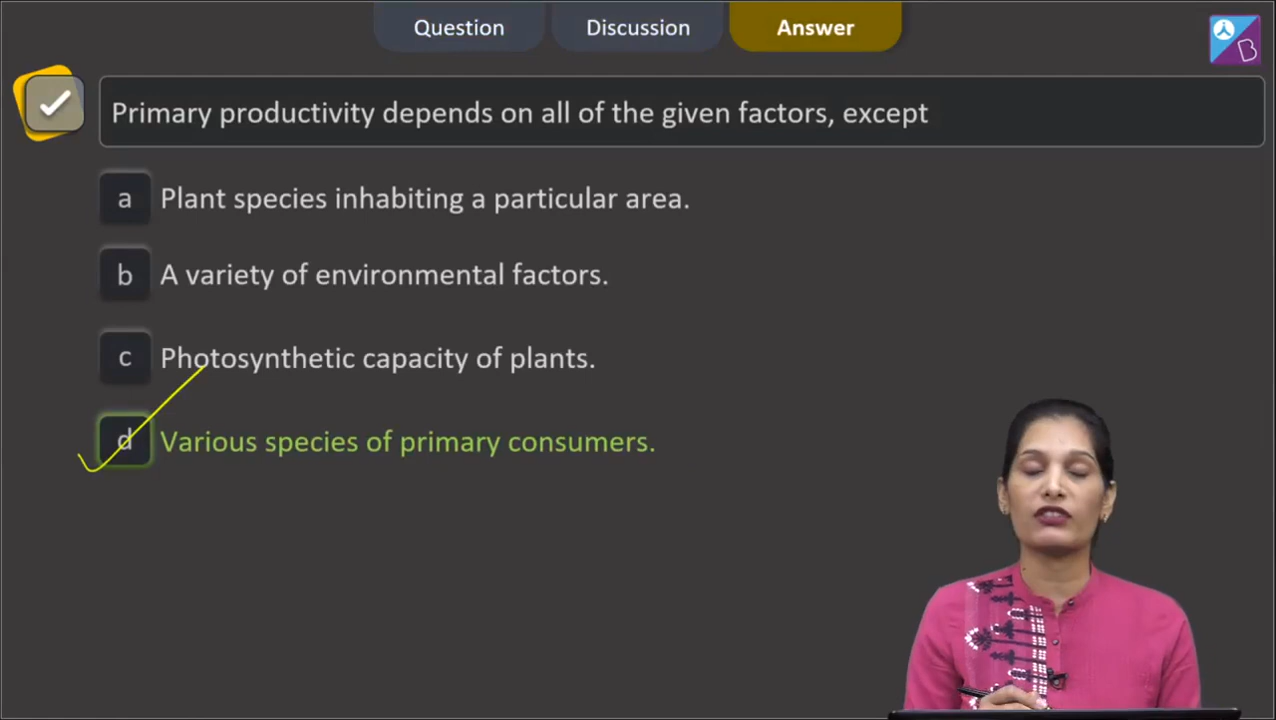 Question Discussion Answer
Primary productivity depends on all of the given factors, except
a Plant species inhabiting a particular area.
b A variety of environmental factors.
c Photosynthetic capacity of plants.
d Various species of primary consumers.
B